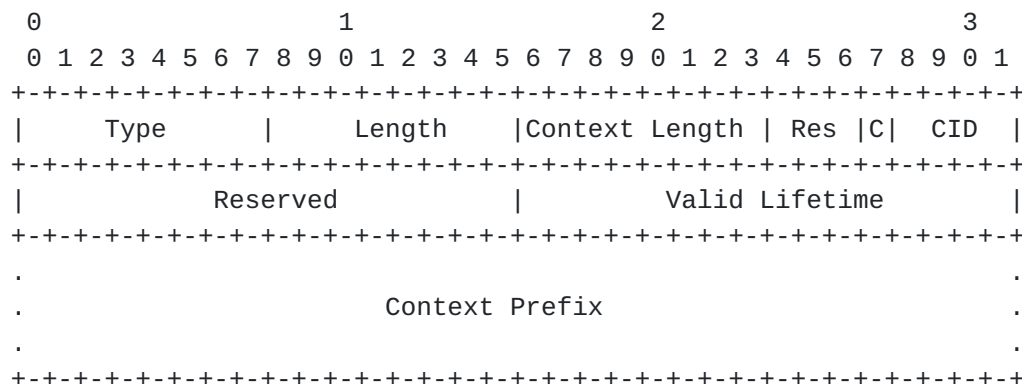 0                   1                   2                   3
 0 1 2 3 4 5 6 7 8 9 0 1 2 3 4 5 6 7 8 9 0 1 2 3 4 5 6 7 8 9 0 1
+-+-+-+-+-+-+-+-+-+-+-+-+-+-+-+-+-+-+-+-+-+-+-+-+-+-+-+-+-+-+-+-+
|     Type      |     Length    |Context Length | Res |C|  CID  |
+-+-+-+-+-+-+-+-+-+-+-+-+-+-+-+-+-+-+-+-+-+-+-+-+-+-+-+-+-+-+-+-+
|            Reserved           |         Valid Lifetime        |
+-+-+-+-+-+-+-+-+-+-+-+-+-+-+-+-+-+-+-+-+-+-+-+-+-+-+-+-+-+-+-+-+
.                                                               .
.                       Context Prefix                          .
.                                                               .
+-+-+-+-+-+-+-+-+-+-+-+-+-+-+-+-+-+-+-+-+-+-+-+-+-+-+-+-+-+-+-+-+